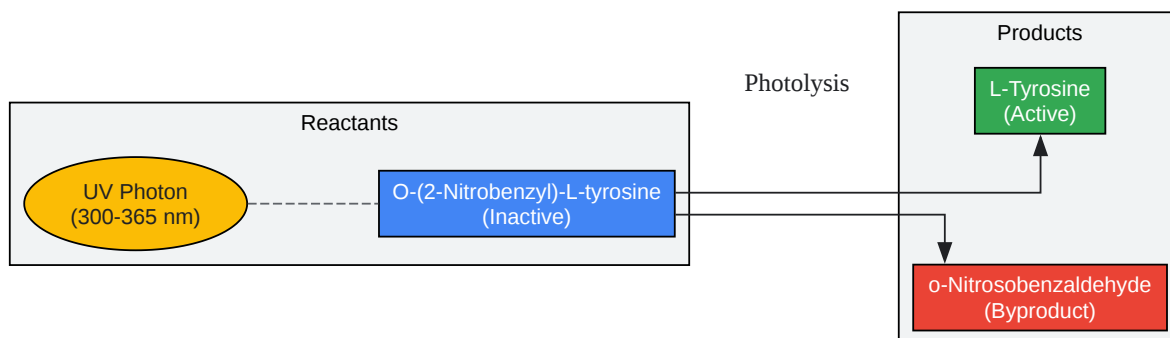 Reactants
UV Photon
(300-365 nm)
O-(2-Nitrobenzyl)-L-tyrosine
(Inactive)
Photolysis
Products
L-Tyrosine
(Active)
o-Nitrosobenzaldehyde
(Byproduct)